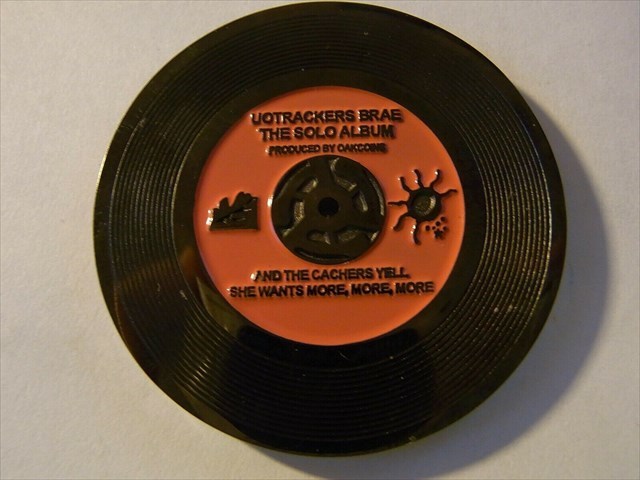 UOTRACKERS BRAE
THE SOLO ALBUM
PRODUCED BY OAKCOINS
AND THE CACHERS YELL
SHE WANTS MORE, MORE, MORE